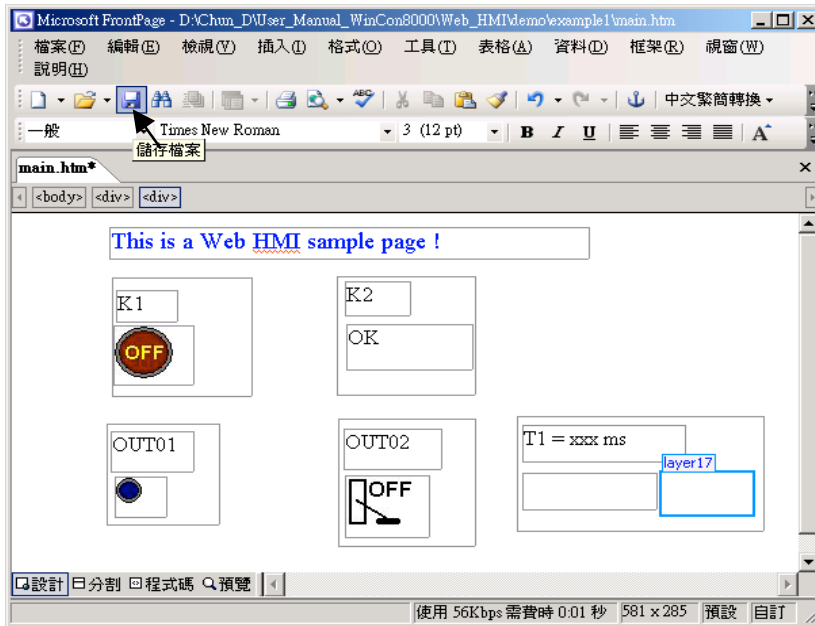 Microsoft FrontPage - D:\Chun_D\User_Manual_WinCon8000\Web_HMI\demo\example1\main.htm
檔案(F) 編輯(E) 檢視(V) 插入(I) 格式(O) 工具(T) 表格(A) 資料(D) 框架(R) 視窗(W)
說明(H)
ABC 中文繁簡轉換
一般 Times New Roman 3 (12 pt) B I U A
儲存檔案
main.htm*
<body> <div> <div>
This is a Web HMI sample page !
K1 K2
OFF OK
OUT01 OUT02 T1 = xxx ms
layer17
OFF
設計 分割 程式碼 預覽
使用 56Kbps 需費時 0:01 秒 581 x 285 預設 自訂